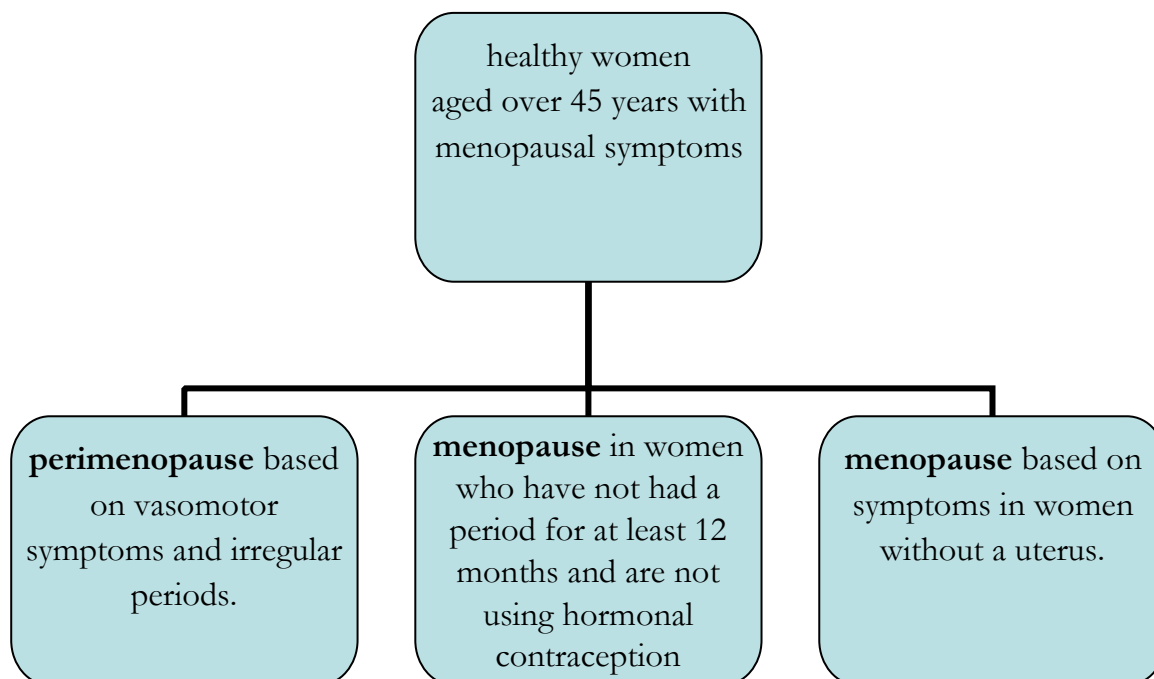 healthy women
aged over 45 years with
menopausal symptoms
perimenopause based
on vasomotor
symptoms and irregular
periods.
menopause in women
who have not had a
period for at least 12
months and are not
using hormonal
contraception
menopause based on
symptoms in women
without a uterus.